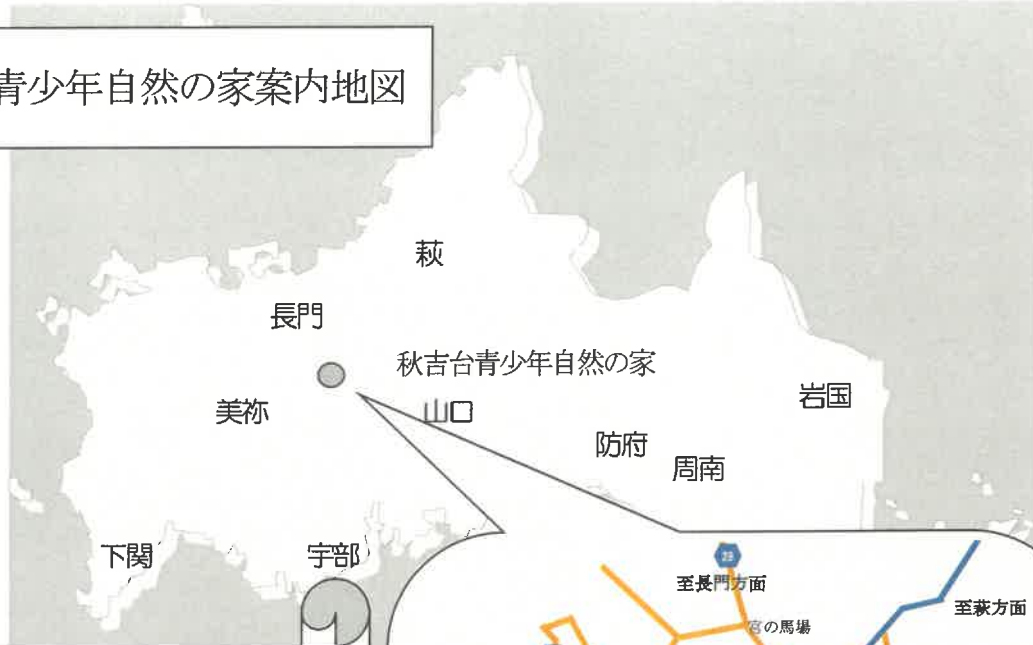 青少年自然の家案内地図
萩
長門
秋吉台青少年自然の家
美祢
山口
岩国
防府
周南
下関
宇部
29
至長門方面
至萩方面
宮の馬場